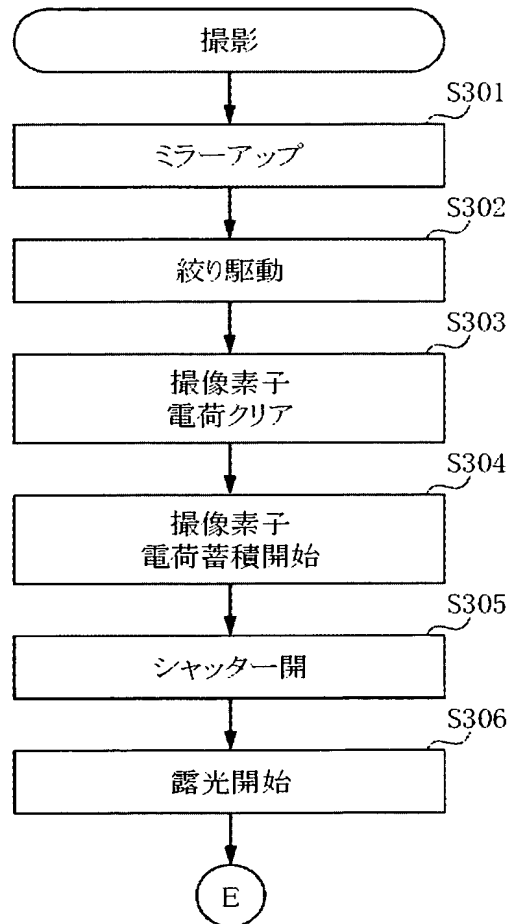 撮影
S301
ミラーアップ
S302
絞り駆動
S303
撮像素子
電荷クリア
S304
撮像素子
電荷蓄積開始
S305
シャッター開
S306
露光開始
E